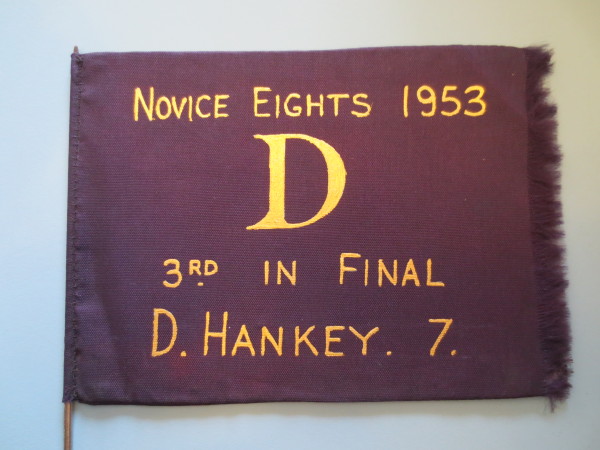 Novice Eights 1953
D
3RD. in Final
D. Hankey. 7.